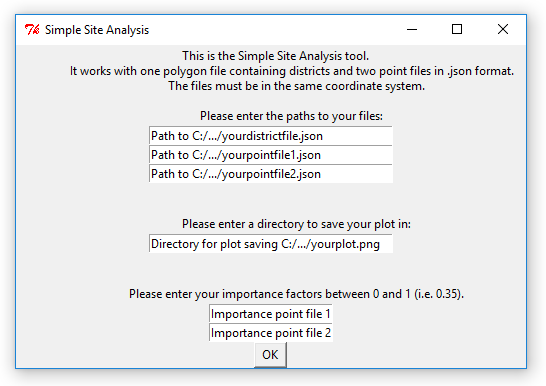 Simple Site Analysis
This is the Simple Site Analysis tool.
It works with one polygon file containing districts and two point files in .json format.
The files must be in the same coordinate system.
Please enter the paths to your files:
Path to C:/.../yourdistrictfile.json
Path to C:/.../yourpointfile1.json
Path to C:/.../yourpointfile2.json
Please enter a directory to save your plot in:
Directory for plot saving C:/.../yourplot.png
Please enter your importance factors between 0 and 1 (i.e. 0.35).
Importance point file 1
Importance point file 2
OK